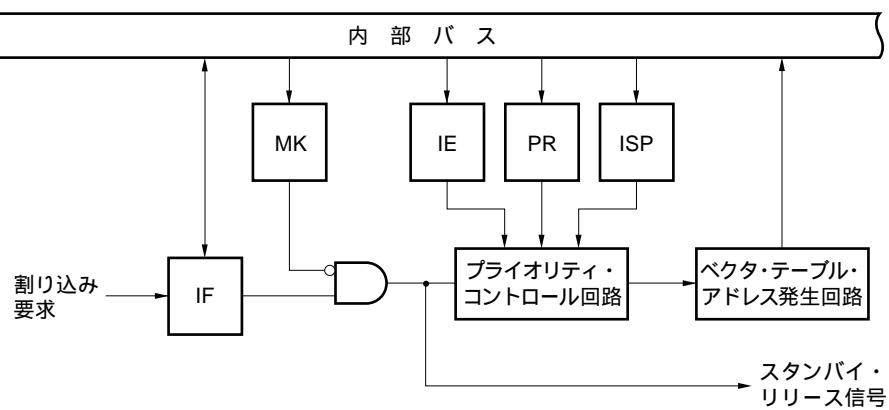 内部バス
MK
IE
PR
ISP
割り込み
要求
IF
プライオリティ・
コントロール回路
ベクタ・テーブル・
アドレス発生回路
スタンバイ・
リリース信号